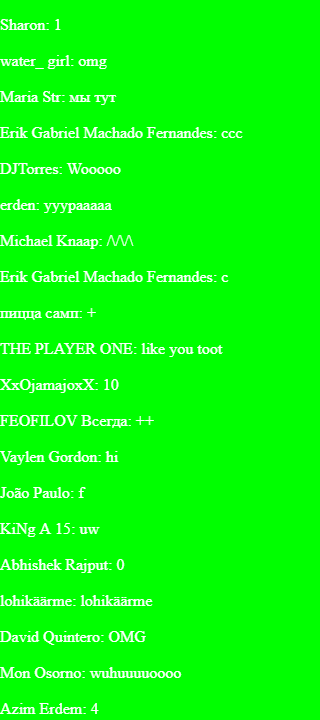 Sharon: 1
water_ girl: omg
Maria Str: мы тут
Erik Gabriel Machado Fernandes: ccc
DJTorres: Wooooo
erden: yyypaaaaa
Michael Knaap: /\/\/\
Erik Gabriel Machado Fernandes: c
пицца самп: +
THE PLAYER ONE: like you toot
XxOjamajoxX: 10
FEOFILOV Всегда: ++
Vaylen Gordon: hi
João Paulo: f
KiNg A 15: uw
Abhishek Rajput: 0
lohikäärme: lohikäärme
David Quintero: OMG
Mon Osorno: wuhuuuuoooo
Azim Erdem: 4